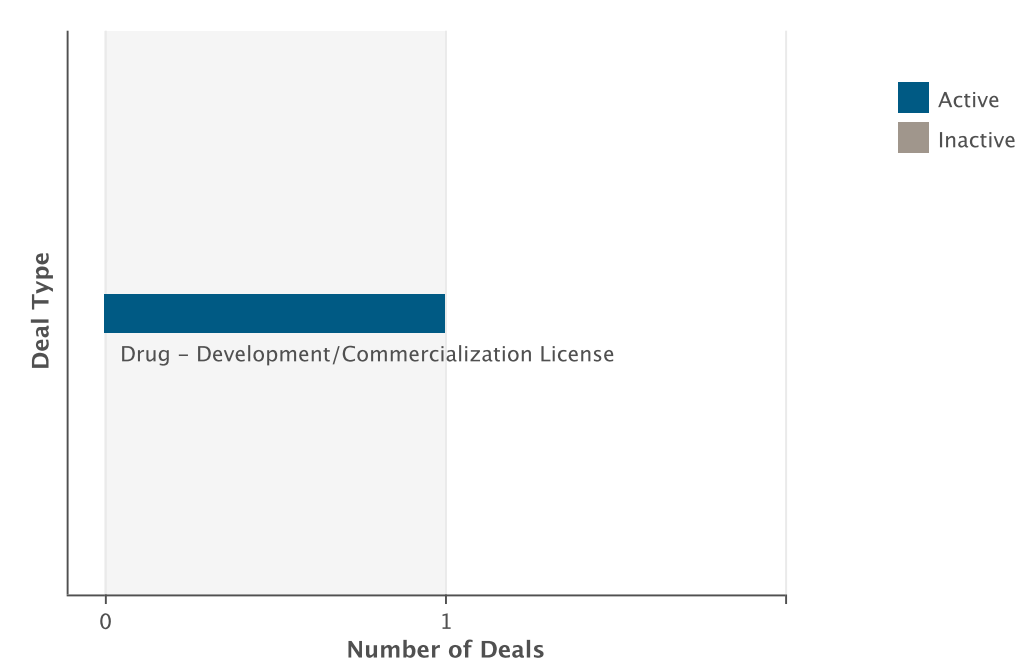 Active
Inactive
Deal Type
Drug – Development/Commercialization License
0
1
Number of Deals